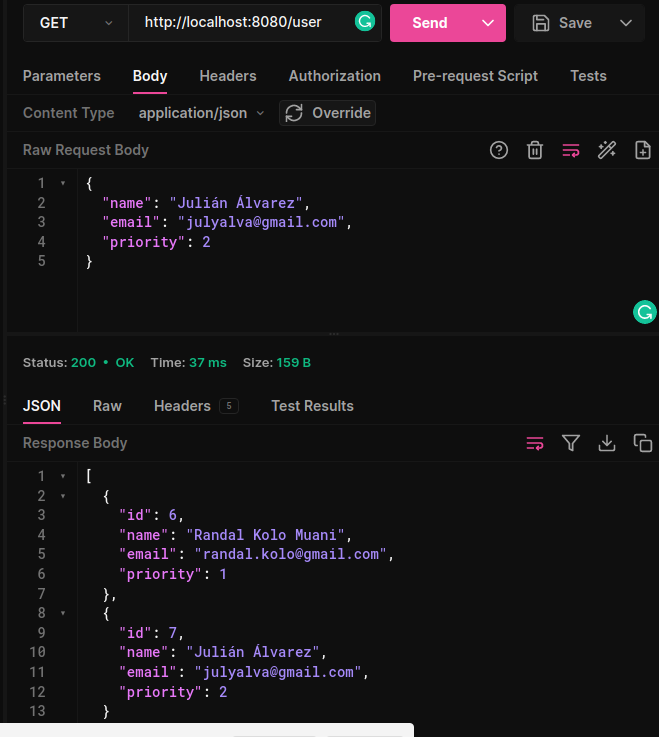 GET http://localhost:8080/user Send Save
Parameters Body Headers Authorization Pre-request Script Tests
Content Type application/json Override
Raw Request Body
1 {
2 "name": "Julián Álvarez",
3 "email": "julyalva@gmail.com",
4 "priority": 2
5 }
Status: 200 • OK Time: 37 ms Size: 159 B
JSON Raw Headers 5 Test Results
Response Body
1 [
2 {
3 "id": 6,
4 "name": "Randal Kolo Muani",
5 "email": "randal.kolo@gmail.com",
6 "priority": 1
7 },
8 {
9 "id": 7,
10 "name": "Julián Álvarez",
11 "email": "julyalva@gmail.com",
12 "priority": 2
13 }